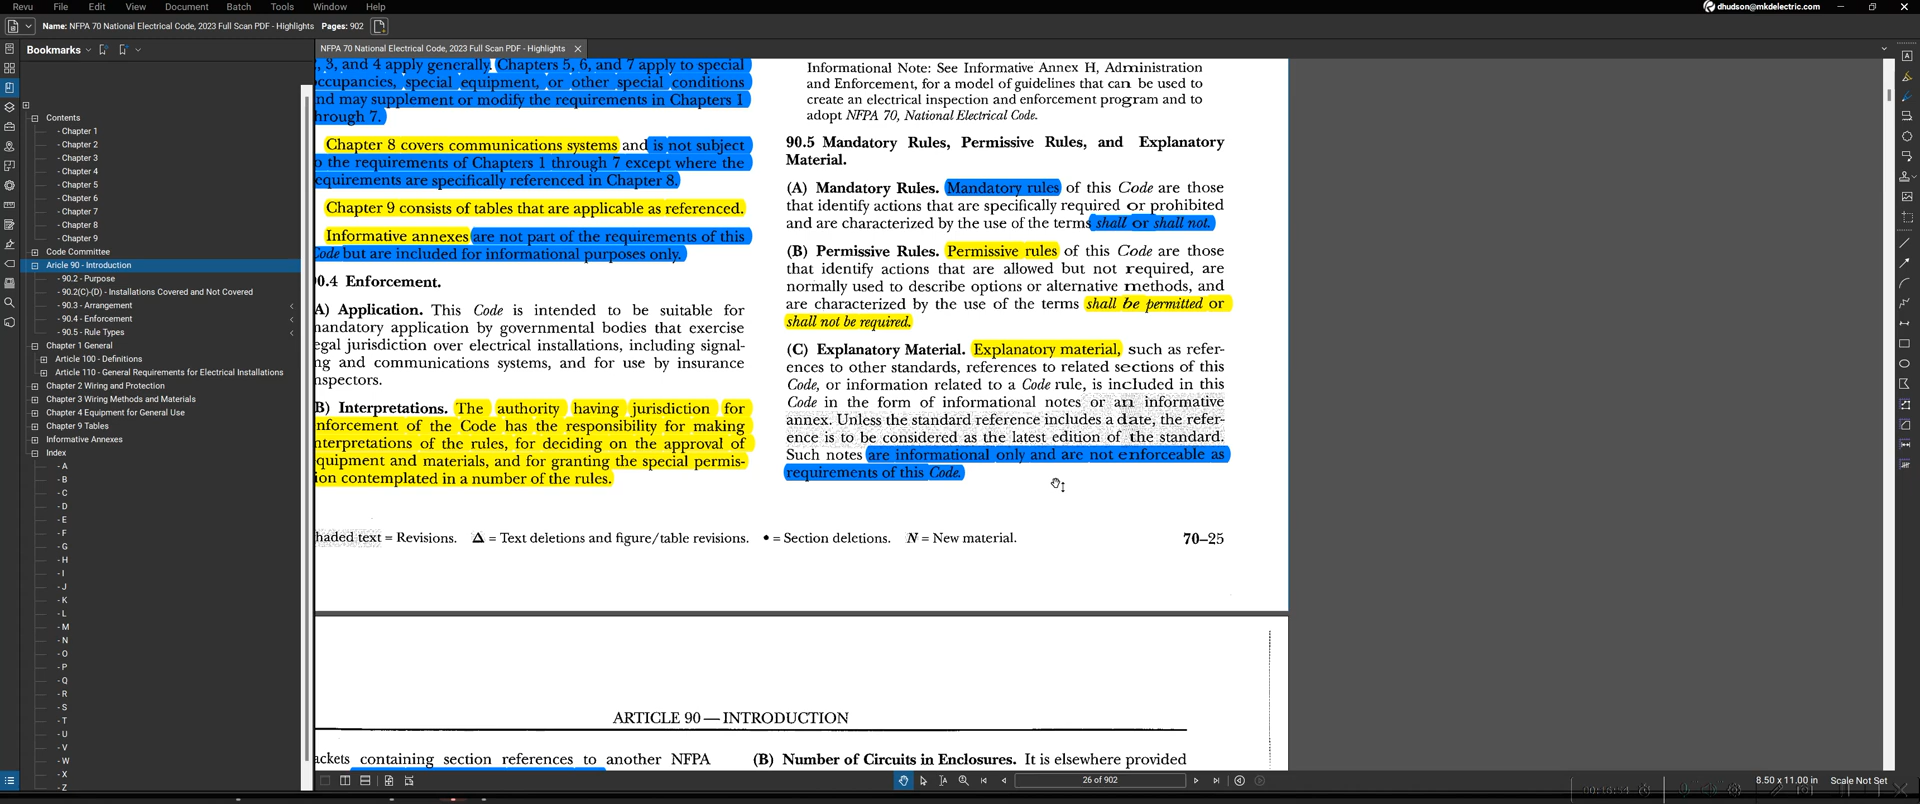 Revu File Edit View Document Batch Tools Window Help
dhudson@mkdelectric.com
Name: NFPA 70 National Electrical Code, 2023 Full Scan PDF - Highlights Pages: 902
Bookmarks
NFPA 70 National Electrical Code, 2023 Full Scan PDF - Highlights
Contents
- Chapter 1
- Chapter 2
- Chapter 3
- Chapter 4
- Chapter 5
- Chapter 6
- Chapter 7
- Chapter 8
- Chapter 9
Code Committee
Aricle 90 - Introduction
- 90.2 - Purpose
- 90.2(C)-(D) - Installations Covered and Not Covered
- 90.3 - Arrangement
- 90.4 - Enforcement
- 90.5 - Rule Types
Chapter 1 General
Article 100 - Definitions
Article 110 - General Requirements for Electrical Installations
Chapter 2 Wiring and Protection
Chapter 3 Wiring Methods and Materials
Chapter 4 Equipment for General Use
Chapter 9 Tables
Informative Annexes
Index
- A
- B
- C
- D
- E
- F
- G
- H
- I
- J
- K
- L
- M
- N
- O
- P
- Q
- R
- S
- T
- U
- V
- W
- X
- Z
, 3, and 4 apply generally. Chapters 5, 6, and 7 apply to special
ccupancies, special equipment, or other special conditions
nd may supplement or modify the requirements in Chapters 1
hrough 7.
Chapter 8 covers communications systems and is not subject
o the requirements of Chapters 1 through 7 except where the
equirements are specifically referenced in Chapter 8.
Chapter 9 consists of tables that are applicable as referenced.
Informative annexes are not part of the requirements of this
Code but are included for informational purposes only.
0.4 Enforcement.
A) Application. This Code is intended to be suitable for
nandatory application by governmental bodies that exercise
egal jurisdiction over electrical installations, including signal-
ng and communications systems, and for use by insurance
nspectors.
B) Interpretations. The authority having jurisdiction for
nforcement of the Code has the responsibility for making
nterpretations of the rules, for deciding on the approval of
quipment and materials, and for granting the special permis-
ion contemplated in a number of the rules.
Informational Note: See Informative Annex H, Administration
and Enforcement, for a model of guidelines that can be used to
create an electrical inspection and enforcement program and to
adopt NFPA 70, National Electrical Code.
90.5 Mandatory Rules, Permissive Rules, and Explanatory
Material.
(A) Mandatory Rules. Mandatory rules of this Code are those
that identify actions that are specifically required or prohibited
and are characterized by the use of the terms shall or shall not.
(B) Permissive Rules. Permissive rules of this Code are those
that identify actions that are allowed but not required, are
normally used to describe options or alternative methods, and
are characterized by the use of the terms shall be permitted or
shall not be required.
(C) Explanatory Material. Explanatory material, such as refer-
ences to other standards, references to related sections of this
Code, or information related to a Code rule, is included in this
Code in the form of informational notes or an informative
annex. Unless the standard reference includes a date, the refer-
ence is to be considered as the latest edition of the standard.
Such notes are informational only and are not enforceable as
requirements of this Code.
haded text = Revisions. Δ = Text deletions and figure/table revisions. • = Section deletions. N = New material.
70–25
ARTICLE 90 — INTRODUCTION
ackets containing section references to another NFPA
(B) Number of Circuits in Enclosures. It is elsewhere provided
26 of 902
8.50 x 11.00 in Scale Not Set